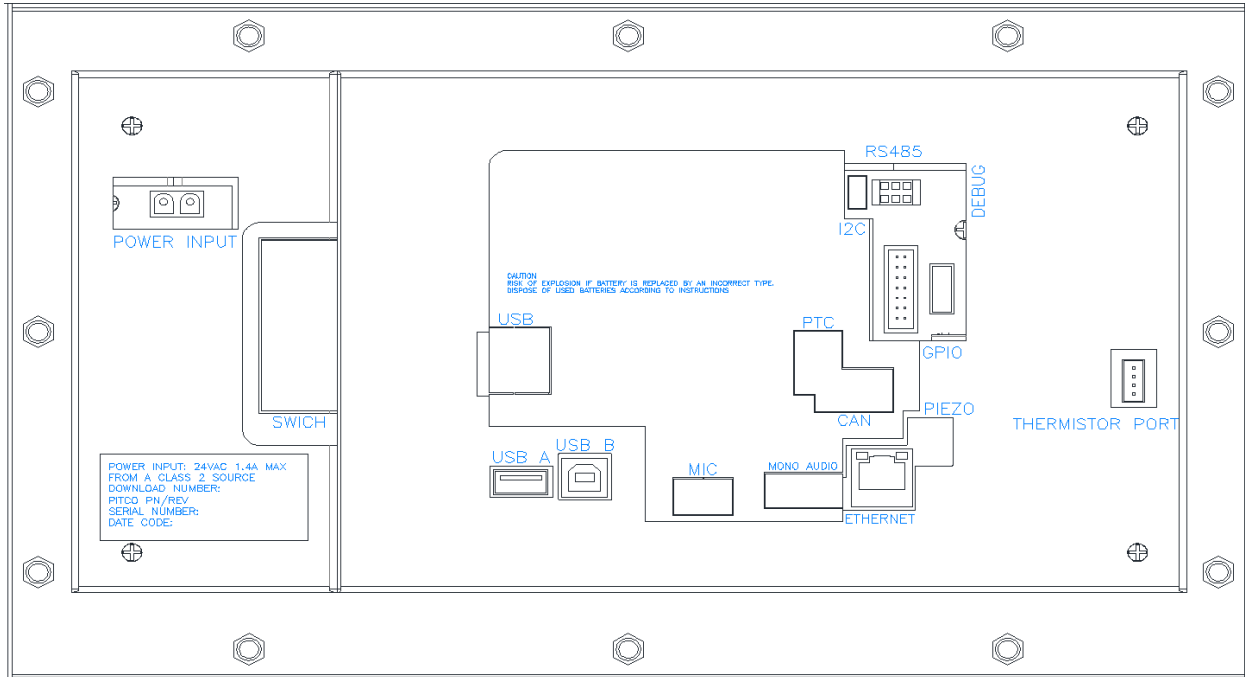 RS485
DEBUG
I2C
POWER INPUT
CAUTION
RISK OF EXPLOSION IF BATTERY IS REPLACED BY AN INCORRECT TYPE.
DISPOSE OF USED BATTERIES ACCORDING TO INSTRUCTIONS
USB
PTC
GPIO
SWICH
CAN
PIEZO
THERMISTOR PORT
USB A
USB B
MIC
MONO AUDIO
ETHERNET
POWER INPUT: 24VAC 1.4A MAX
FROM A CLASS 2 SOURCE
DOWNLOAD NUMBER:
PITCO PN/REV
SERIAL NUMBER:
DATE CODE: